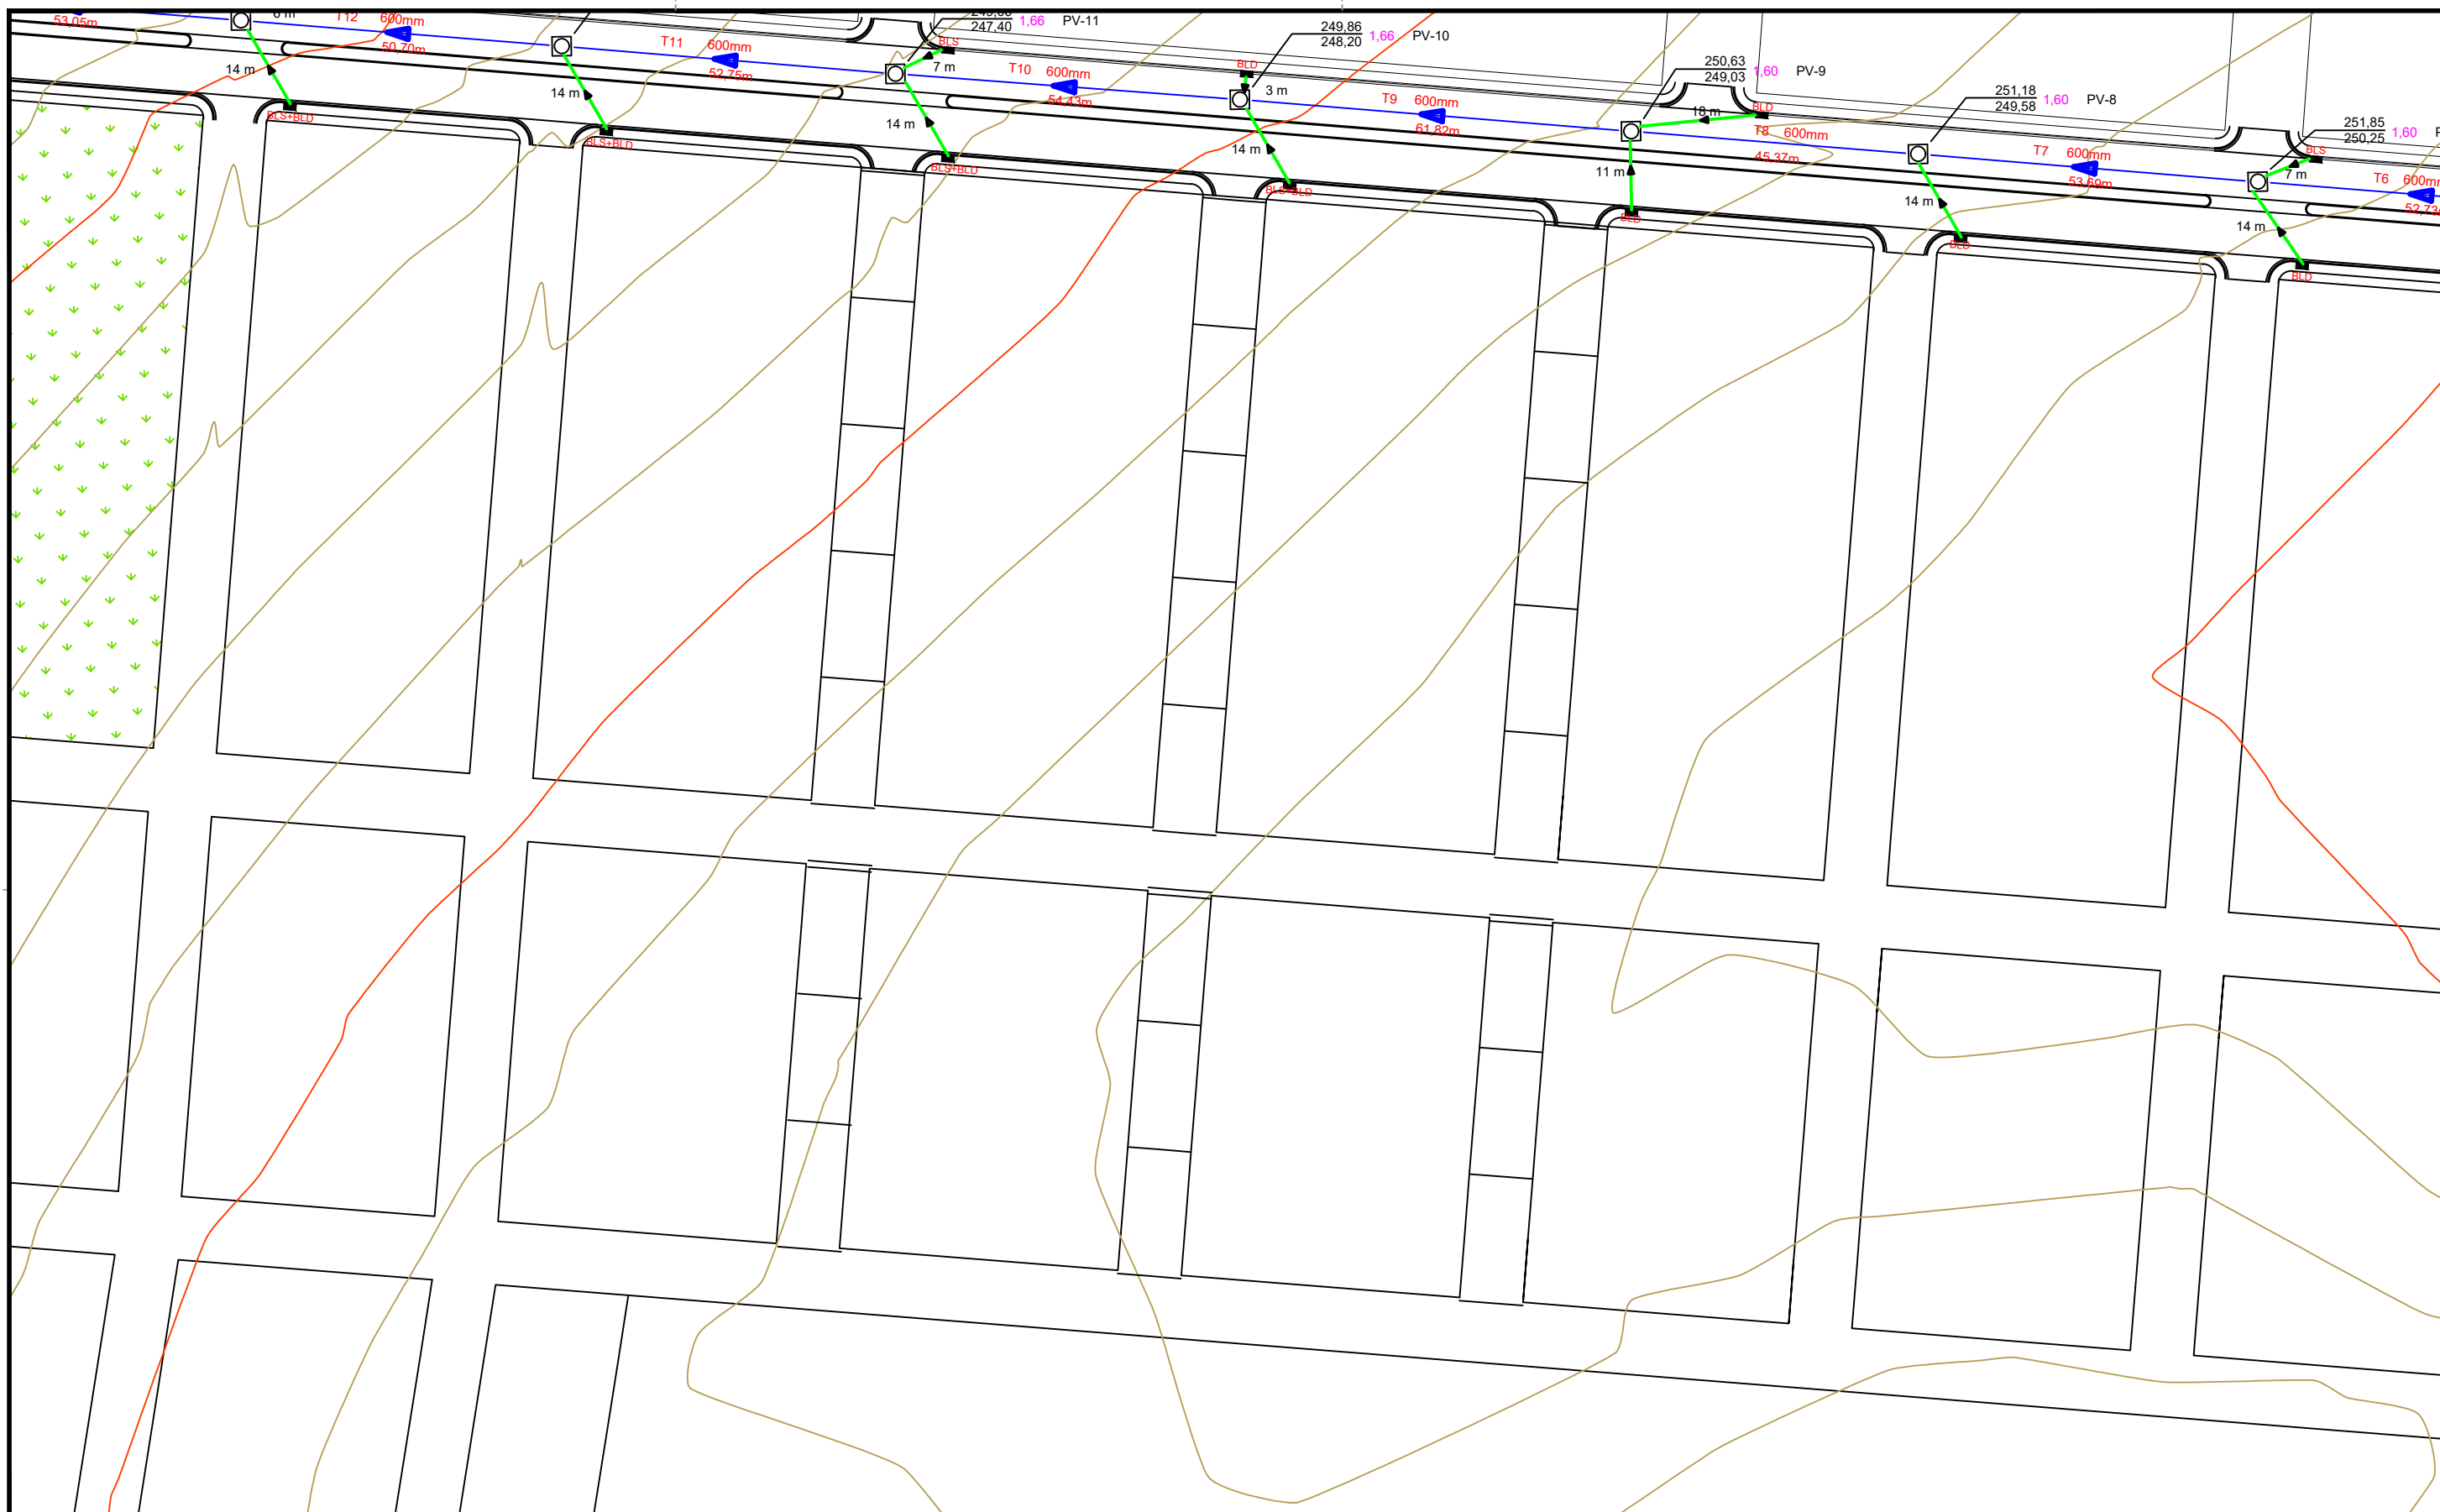 53,05m
6 m
T12 600mm
50,70m
14 m
BLS+BLD
T11 600mm
52,75m
14 m
BLS+BLD
247,40
1,66 PV-11
BLS
7 m
14 m
BLS+BLD
T10 600mm
54,43m
249,86
248,20
1,66 PV-10
BLD
3 m
14 m
BLS+BLD
T9 600mm
61,82m
250,63
249,03
1,60 PV-9
18 m
BLD
11 m
BLD
T8 600mm
45,37m
251,18
249,58
1,60 PV-8
14 m
BLD
T7 600mm
53,69m
251,85
250,25
1,60
BLS
7 m
14 m
BLD
T6 600m
52,73